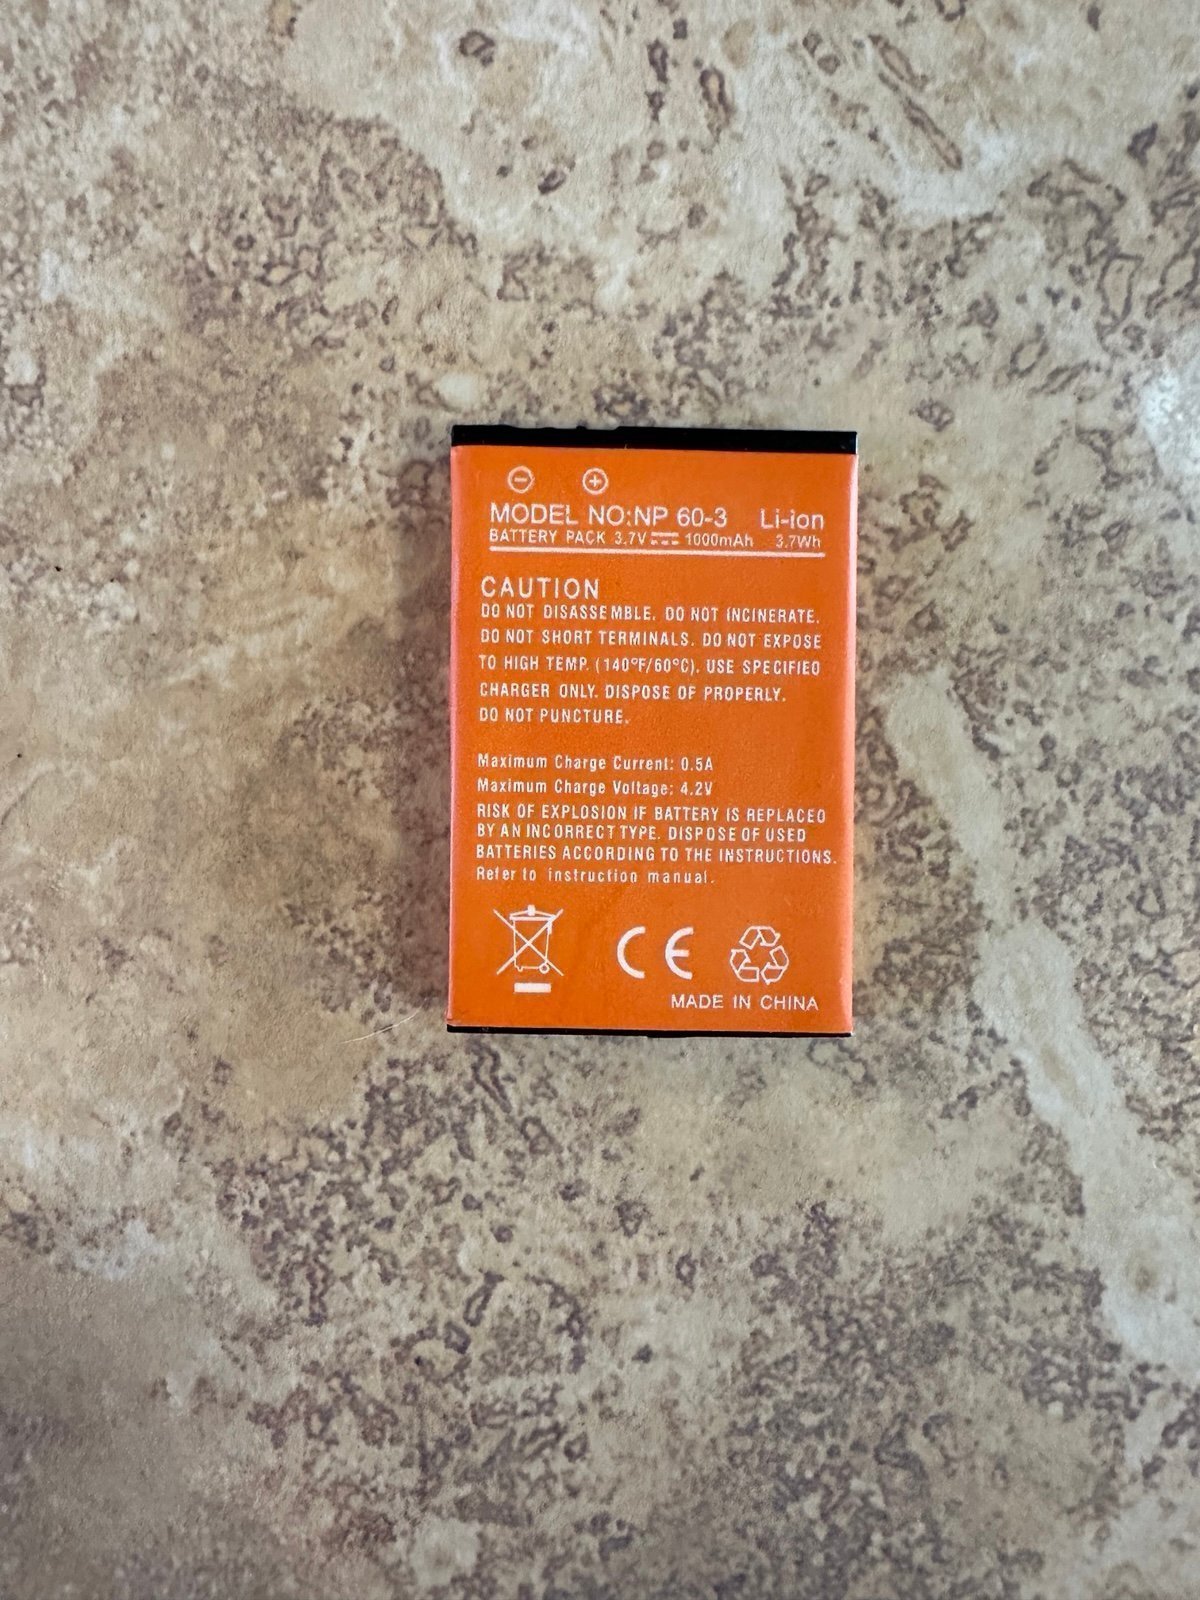 MODEL NO:NP 60-3 Li-ion
BATTERY PACK 3.7V 1000mAh 3.7Wh
CAUTION
DO NOT DISASSEMBLE. DO NOT INCINERATE.
DO NOT SHORT TERMINALS. DO NOT EXPOSE
TO HIGH TEMP. (140°F/60°C). USE SPECIFIED
CHARGER ONLY. DISPOSE OF PROPERLY.
DO NOT PUNCTURE.
Maximum Charge Current: 0.5A
Maximum Charge Voltage: 4.2V
RISK OF EXPLOSION IF BATTERY IS REPLACED
BY AN INCORRECT TYPE. DISPOSE OF USED
BATTERIES ACCORDING TO THE INSTRUCTIONS.
Refer to instruction manual.
CE
MADE IN CHINA